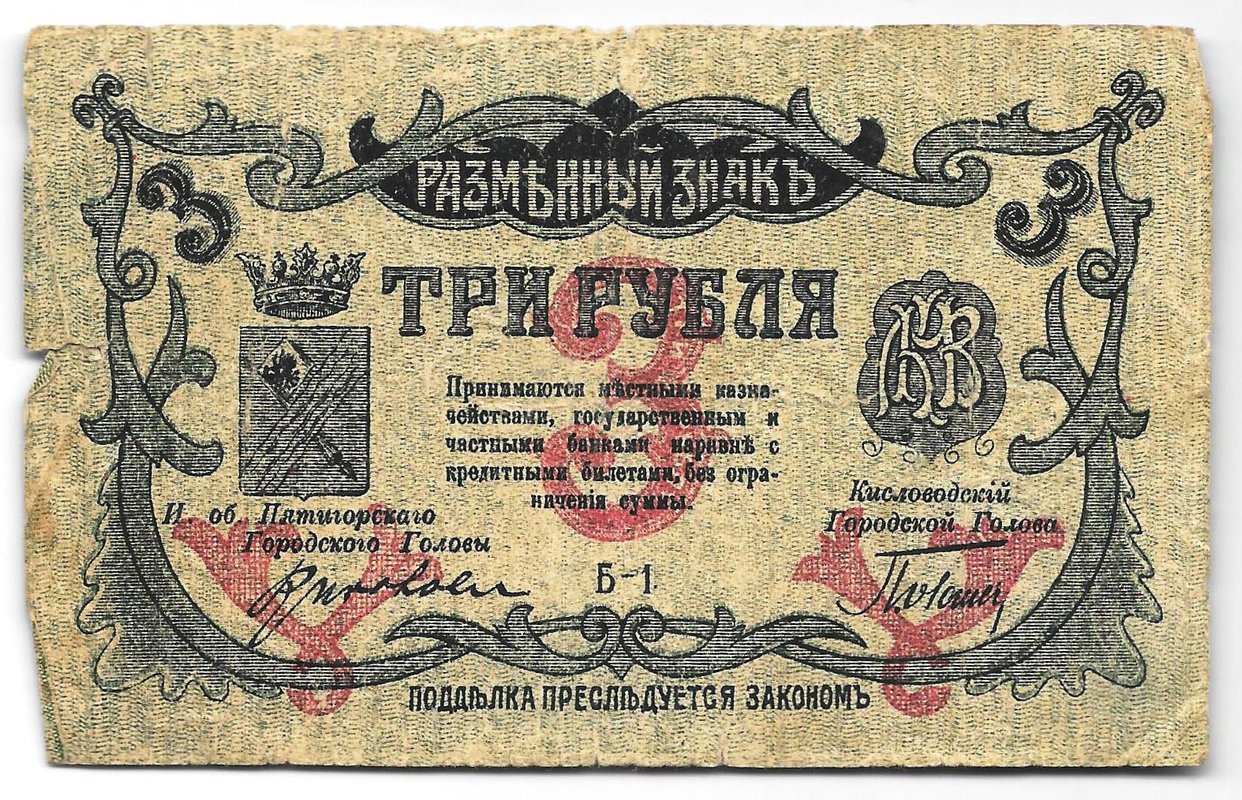 РАЗМѢННЫЙ ЗНАКЪ
3 3
ТРИ РУБЛЯ
3
Принимаются мѣстными казна-
чействами, государственным и
частными банками наравнѣ с
кредитными билетами, без огра-
ниченія суммы.
И. об. Пятигорскаго
Городского Головы
Кисловодскій
Городской Голова
Б-1
ПОДДѢЛКА ПРЕСЛѢДУЕТСЯ ЗАКОНОМЪ